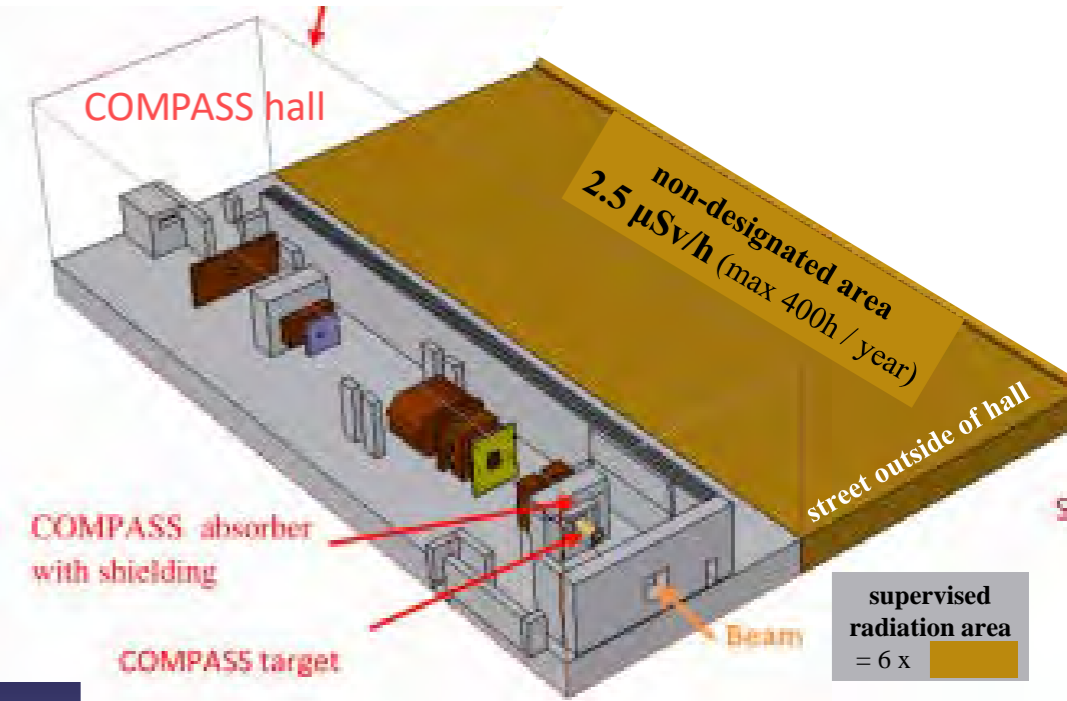 COMPASS hall
non-designated area
2.5 µSv/h (max 400h / year)
street outside of hall
COMPASS absorber
with shielding
COMPASS target
Beam
supervised
radiation area
= 6 x